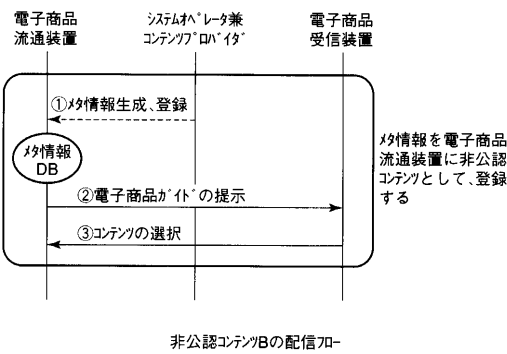 電子商品
流通装置
ｼｽﾃﾑｵﾍﾟﾚｰﾀ兼
ｺﾝﾃﾝﾂﾌﾟﾛﾊﾞｲﾀﾞ
電子商品
受信装置
①ﾒﾀ情報生成、登録
ﾒﾀ情報
DB
②電子商品ｶﾞｲﾄﾞの提示
③ｺﾝﾃﾝﾂの選択
ﾒﾀ情報を電子商品
流通装置に非公認
ｺﾝﾃﾝﾂとして、登録
する
非公認ｺﾝﾃﾝﾂBの配信ﾌﾛｰ